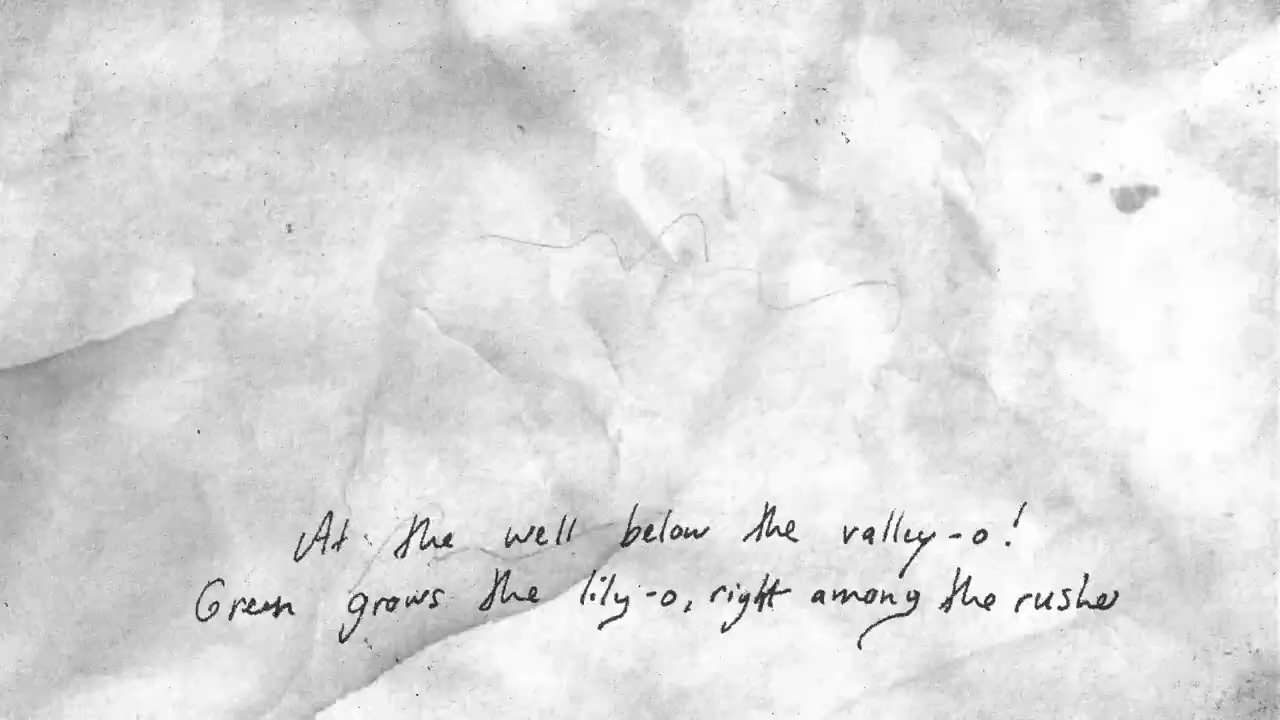 At the well below the valley-o!
Green grows the lily-o, right among the rushes